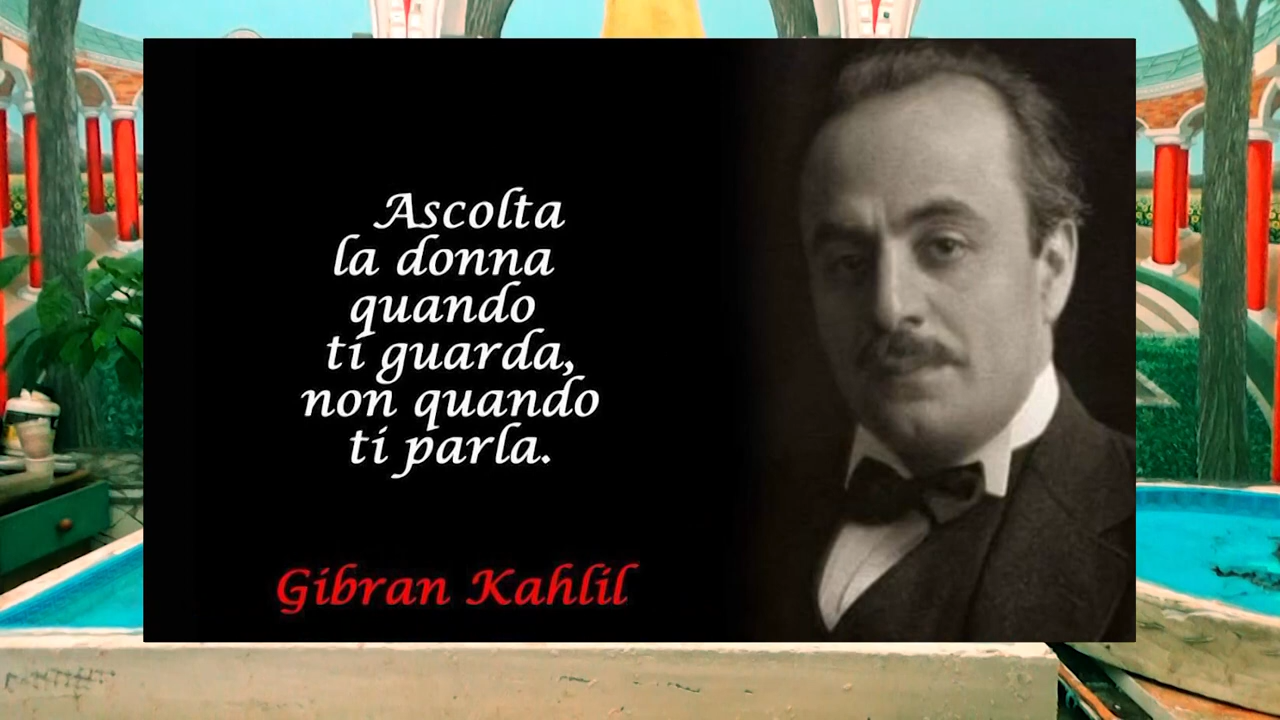 Ascolta
la donna
quando
ti guarda,
non quando
ti parla.
Gibran Kahlil